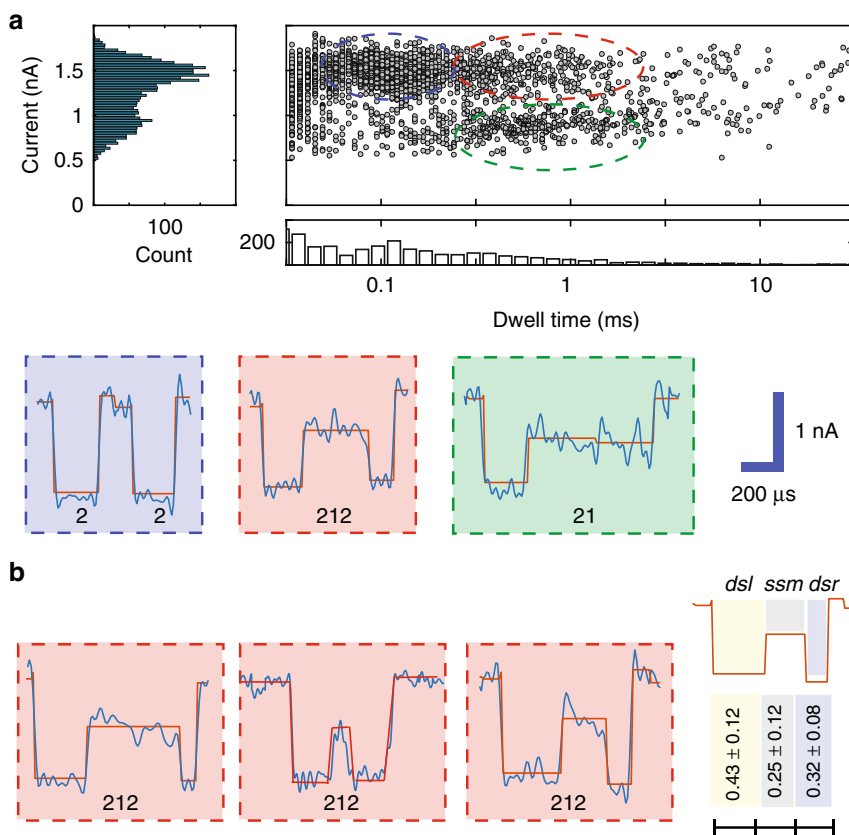 a
Current (nA)
1.5
1
0.5
0
100
Count
200
0.1
1
10
Dwell time (ms)
2
2
212
21
1 nA
200 µs
b
dsl
ssm
dsr
212
212
212
0.43 ± 0.12
0.25 ± 0.12
0.32 ± 0.08